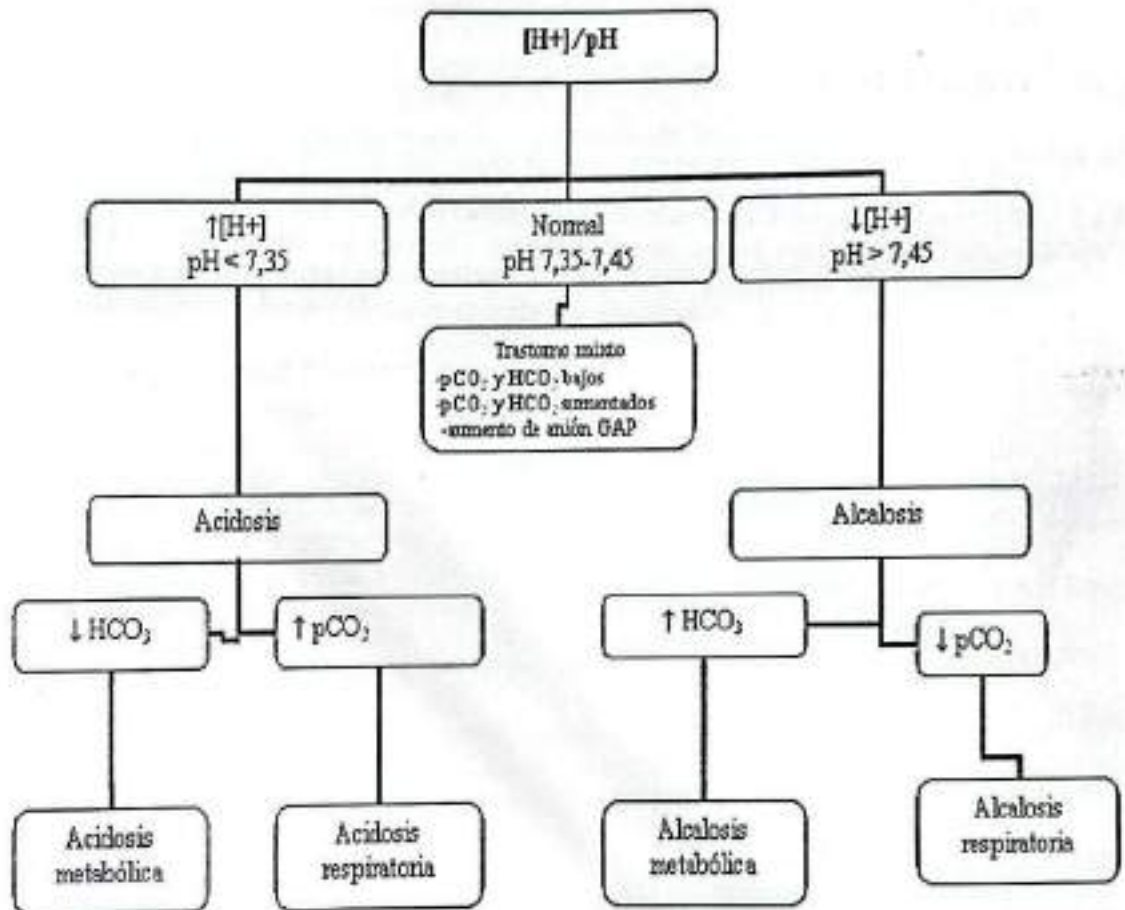 [H+]/pH
↑[H+]
pH < 7,35
Normal
pH 7,35-7,45
↓[H+]
pH > 7,45
Trastorno mixto
-pCO₂ y HCO₃ bajos
-pCO₂ y HCO₃ aumentados
-aumento de anión GAP
Acidosis
Alcalosis
↓ HCO₃
↑ pCO₂
↑ HCO₃
↓ pCO₂
Acidosis
metabólica
Acidosis
respiratoria
Alcalosis
metabólica
Alcalosis
respiratoria